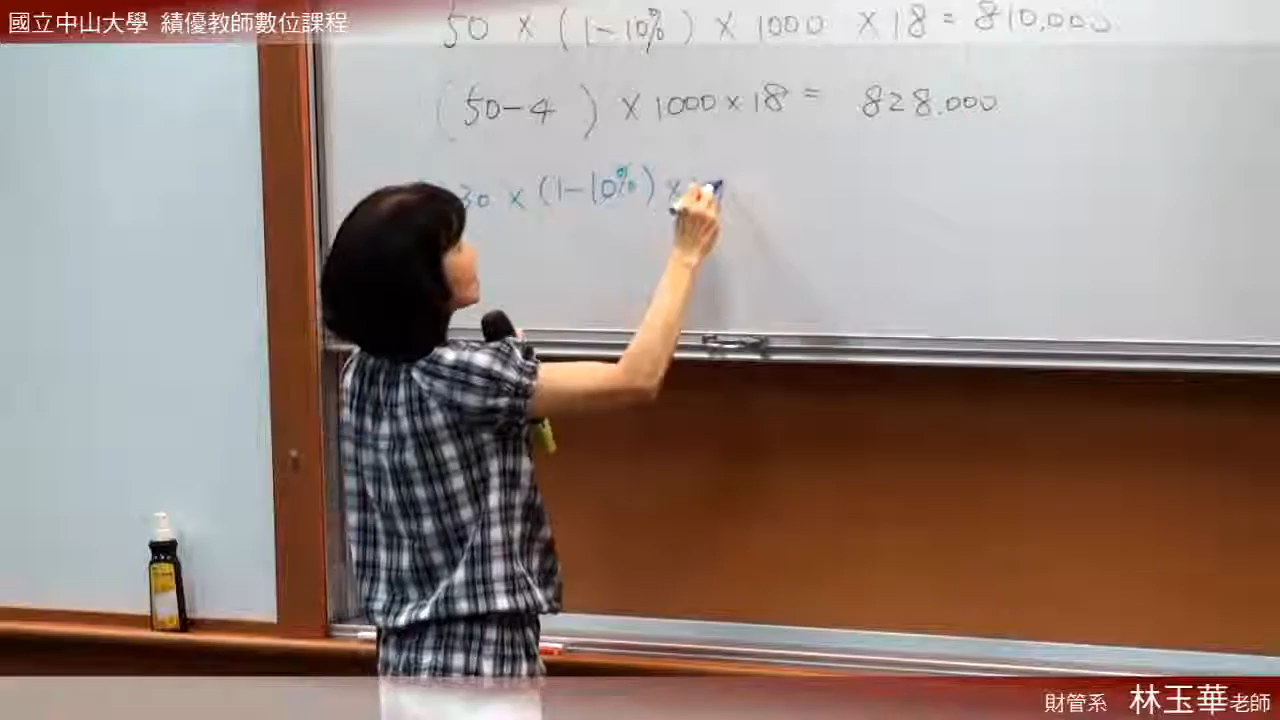 國立中山大學 績優教師數位課程
50 × (1-10%) × 1000 × 18 = 810,000
(50-4) × 1000 × 18 = 828.000
30 × (1-10%) ×
財管系 林玉華老師